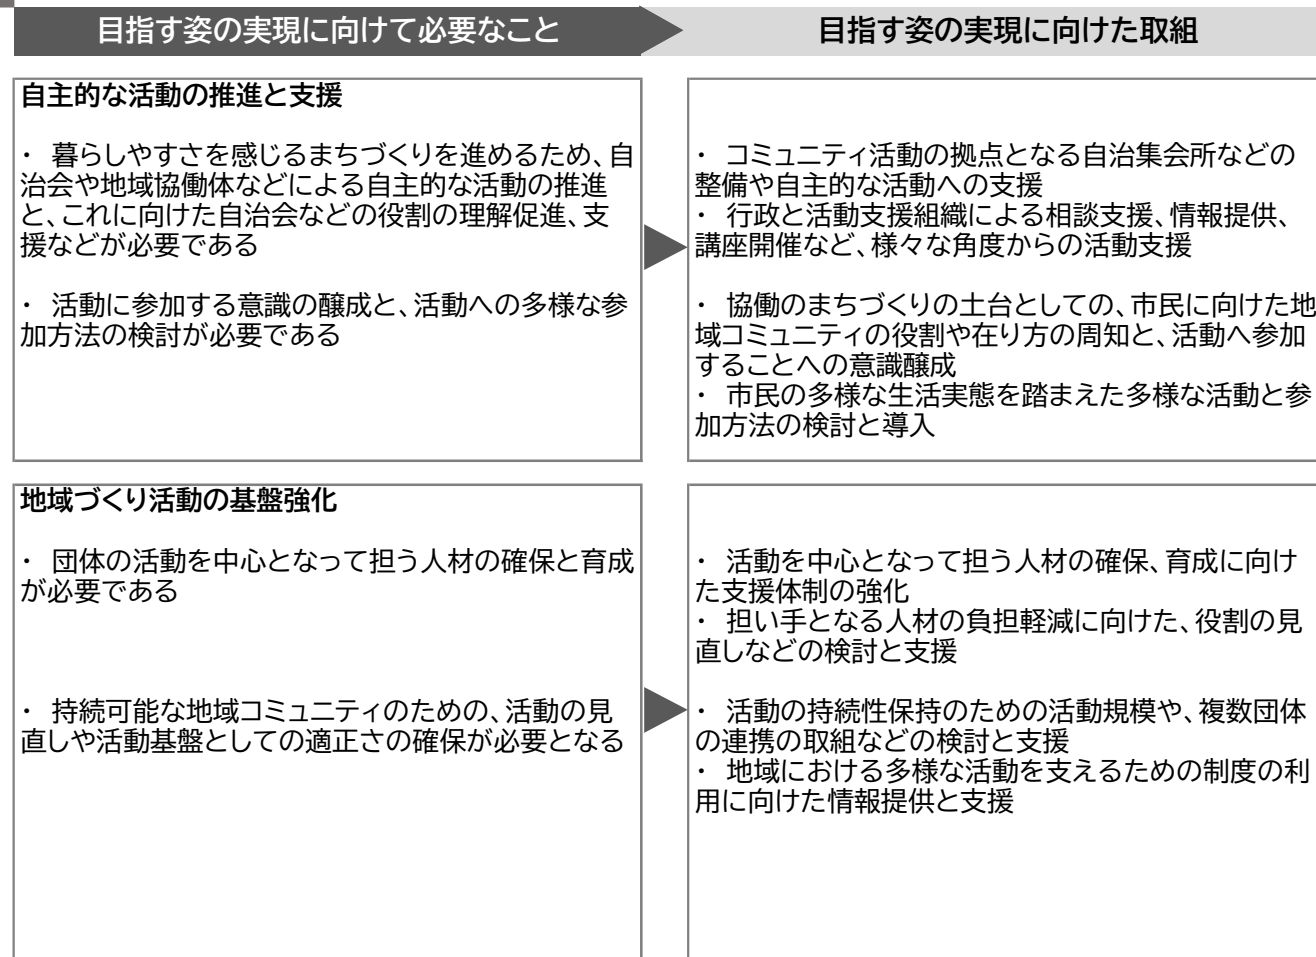 目指す姿の実現に向けて必要なこと
目指す姿の実現に向けた取組
自主的な活動の推進と支援
・ 暮らしやすさを感じるまちづくりを進めるため、自
治会や地域協働体などによる自主的な活動の推進
と、これに向けた自治会などの役割の理解促進、支
援などが必要である
・ 活動に参加する意識の醸成と、活動への多様な参
加方法の検討が必要である
・ コミュニティ活動の拠点となる自治集会所などの
整備や自主的な活動への支援
・ 行政と活動支援組織による相談支援、情報提供、
講座開催など、様々な角度からの活動支援
・ 協働のまちづくりの土台としての、市民に向けた地
域コミュニティの役割や在り方の周知と、活動へ参加
することへの意識醸成
・ 市民の多様な生活実態を踏まえた多様な活動と参
加方法の検討と導入
地域づくり活動の基盤強化
・ 団体の活動を中心となって担う人材の確保と育成
が必要である
・ 持続可能な地域コミュニティのための、活動の見
直しや活動基盤としての適正さの確保が必要となる
・ 活動を中心となって担う人材の確保、育成に向け
た支援体制の強化
・ 担い手となる人材の負担軽減に向けた、役割の見
直しなどの検討と支援
・ 活動の持続性保持のための活動規模や、複数団体
の連携の取組などの検討と支援
・ 地域における多様な活動を支えるための制度の利
用に向けた情報提供と支援